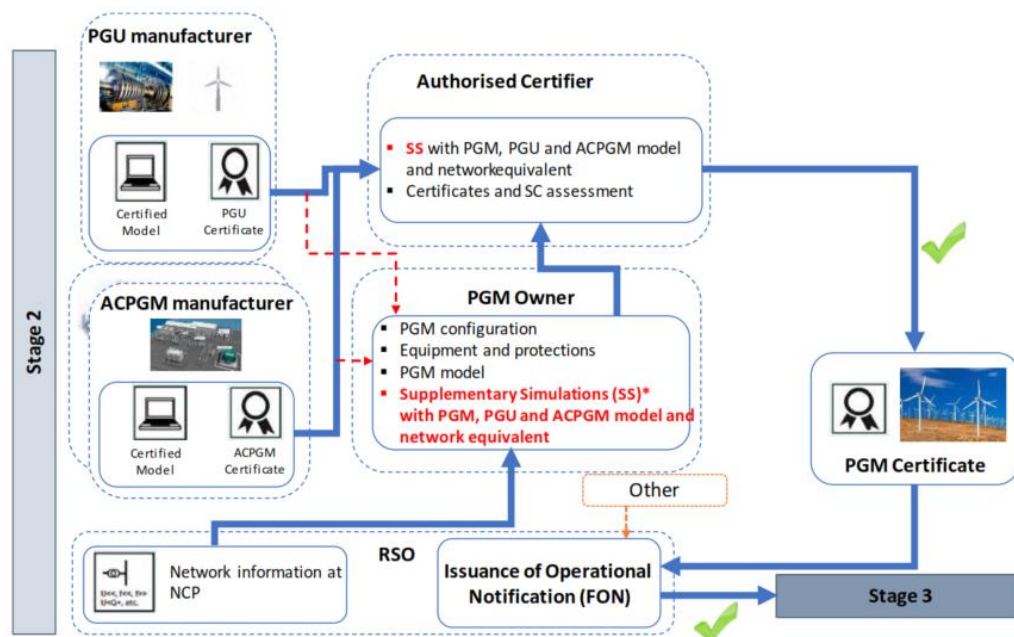 Stage 2
PGU manufacturer
Certified
Model
PGU
Certificate
ACPGM manufacturer
Certified
Model
ACPGM
Certificate
Authorised Certifier
SS with PGM, PGU and ACPGM model
and networkequivalent
Certificates and SC assessment
PGM Owner
PGM configuration
Equipment and protections
PGM model
Supplementary Simulations (SS)*
with PGM, PGU and ACPGM model and
network equivalent
PGM Certificate
Other
RSO
Network information at
NCP
Issuance of Operational
Notification (FON)
Stage 3